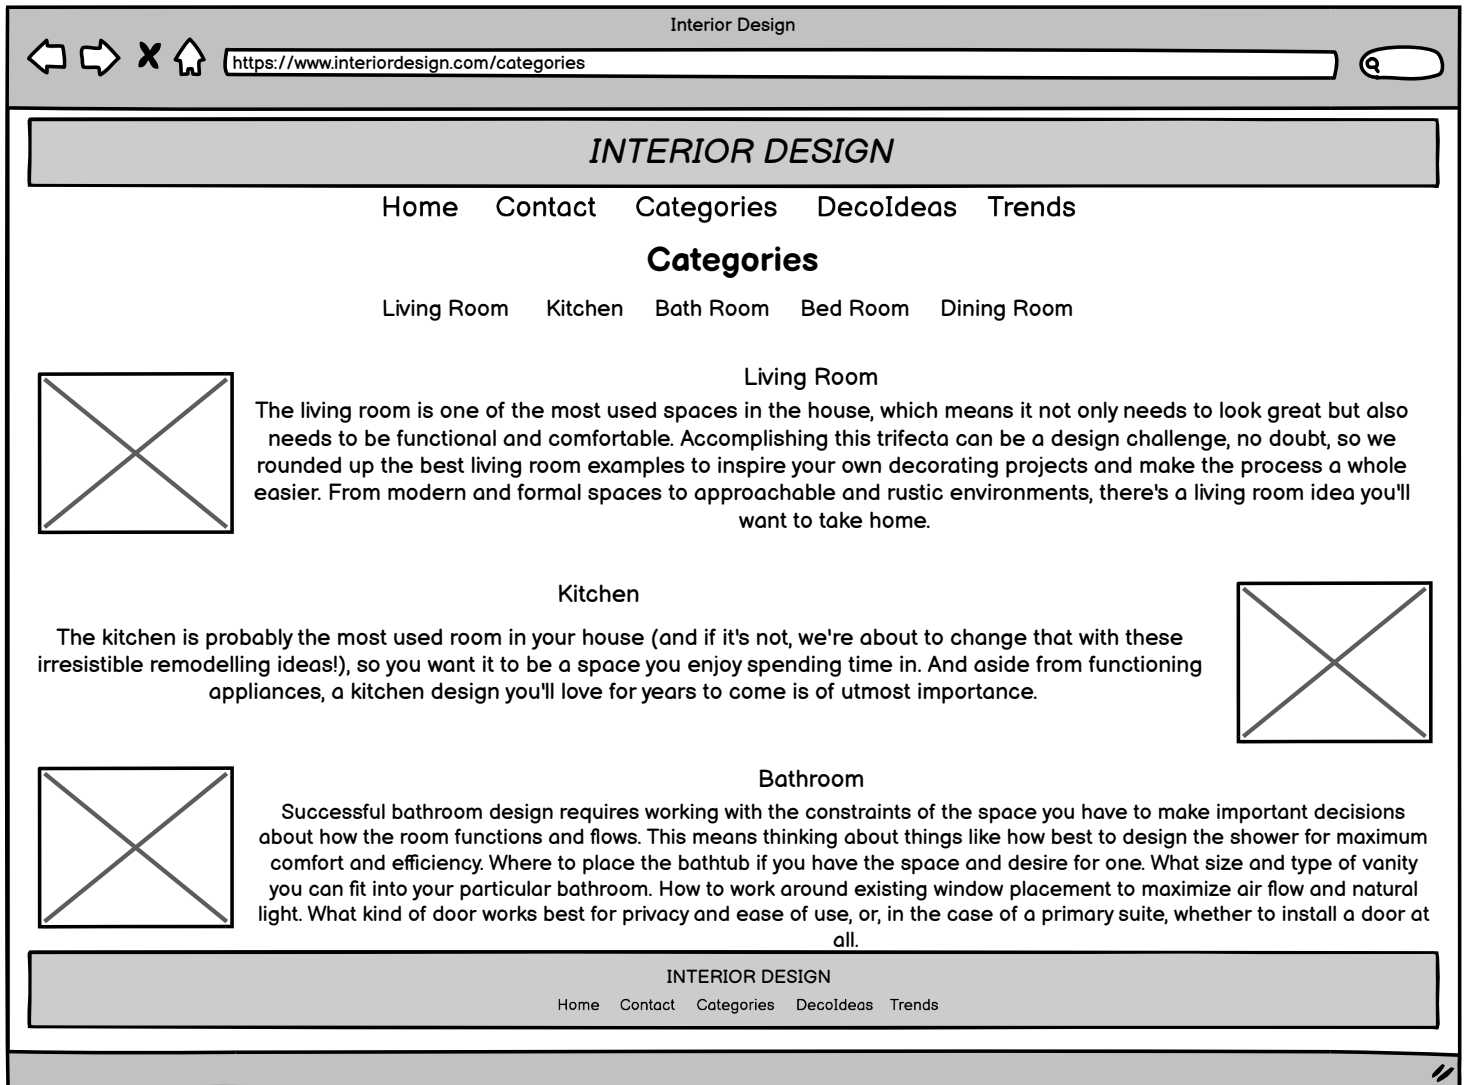 Interior Design
https://www.interiordesign.com/categories
INTERIOR DESIGN
Home Contact Categories DecoIdeas Trends
Categories
Living Room Kitchen Bath Room Bed Room Dining Room
Living Room
The living room is one of the most used spaces in the house, which means it not only needs to look great but also
needs to be functional and comfortable. Accomplishing this trifecta can be a design challenge, no doubt, so we
rounded up the best living room examples to inspire your own decorating projects and make the process a whole
easier. From modern and formal spaces to approachable and rustic environments, there's a living room idea you'll
want to take home.
Kitchen
The kitchen is probably the most used room in your house (and if it's not, we're about to change that with these
irresistible remodelling ideas!), so you want it to be a space you enjoy spending time in. And aside from functioning
appliances, a kitchen design you'll love for years to come is of utmost importance.
Bathroom
Successful bathroom design requires working with the constraints of the space you have to make important decisions
about how the room functions and flows. This means thinking about things like how best to design the shower for maximum
comfort and efficiency. Where to place the bathtub if you have the space and desire for one. What size and type of vanity
you can fit into your particular bathroom. How to work around existing window placement to maximize air flow and natural
light. What kind of door works best for privacy and ease of use, or, in the case of a primary suite, whether to install a door at
all.
INTERIOR DESIGN
Home Contact Categories DecoIdeas Trends